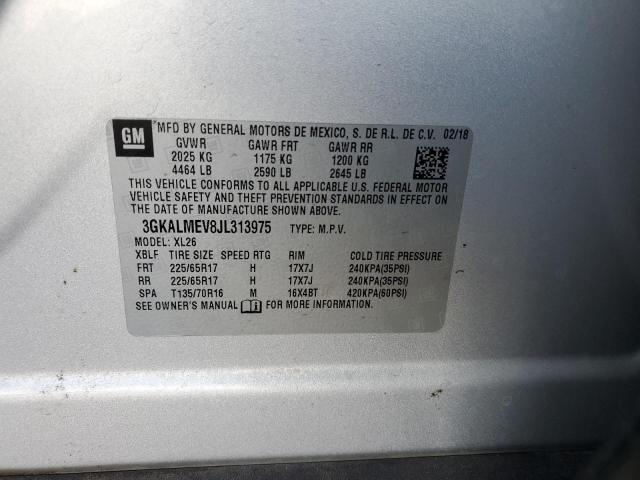 GM
MFD BY GENERAL MOTORS DE MEXICO, S. DE R.L. DE C.V. 02/18
GVWR GAWR FRT GAWR RR
2025 KG 1175 KG 1200 KG
4464 LB 2590 LB 2645 LB
THIS VEHICLE CONFORMS TO ALL APPLICABLE U.S. FEDERAL MOTOR
VEHICLE SAFETY AND THEFT PREVENTION STANDARDS IN EFFECT ON
THE DATE OF MANUFACTURE SHOWN ABOVE.
3GKALMEV8JL313975 TYPE: M.P.V.
MODEL: XL26
XBLF TIRE SIZE SPEED RTG RIM COLD TIRE PRESSURE
FRT 225/65R17 H 17X7J 240KPA(35PSI)
RR 225/65R17 H 17X7J 240KPA(35PSI)
SPA T135/70R16 M 16X4BT 420KPA(60PSI)
SEE OWNER'S MANUAL FOR MORE INFORMATION.